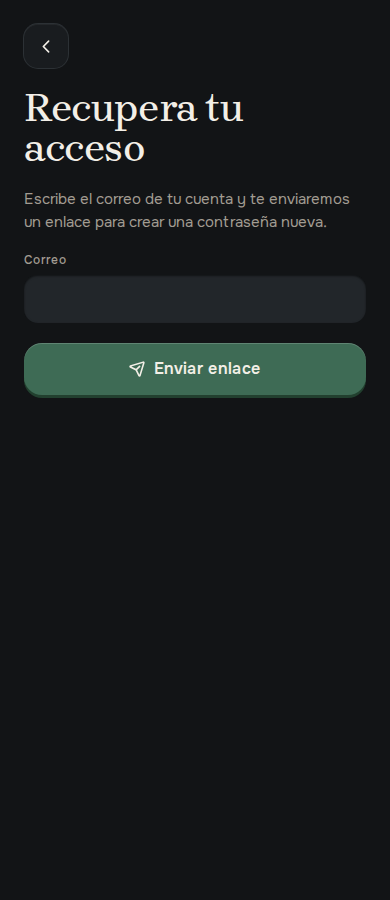 Recupera tu
acceso
Escribe el correo de tu cuenta y te enviaremos
un enlace para crear una contraseña nueva.
Correo
Enviar enlace